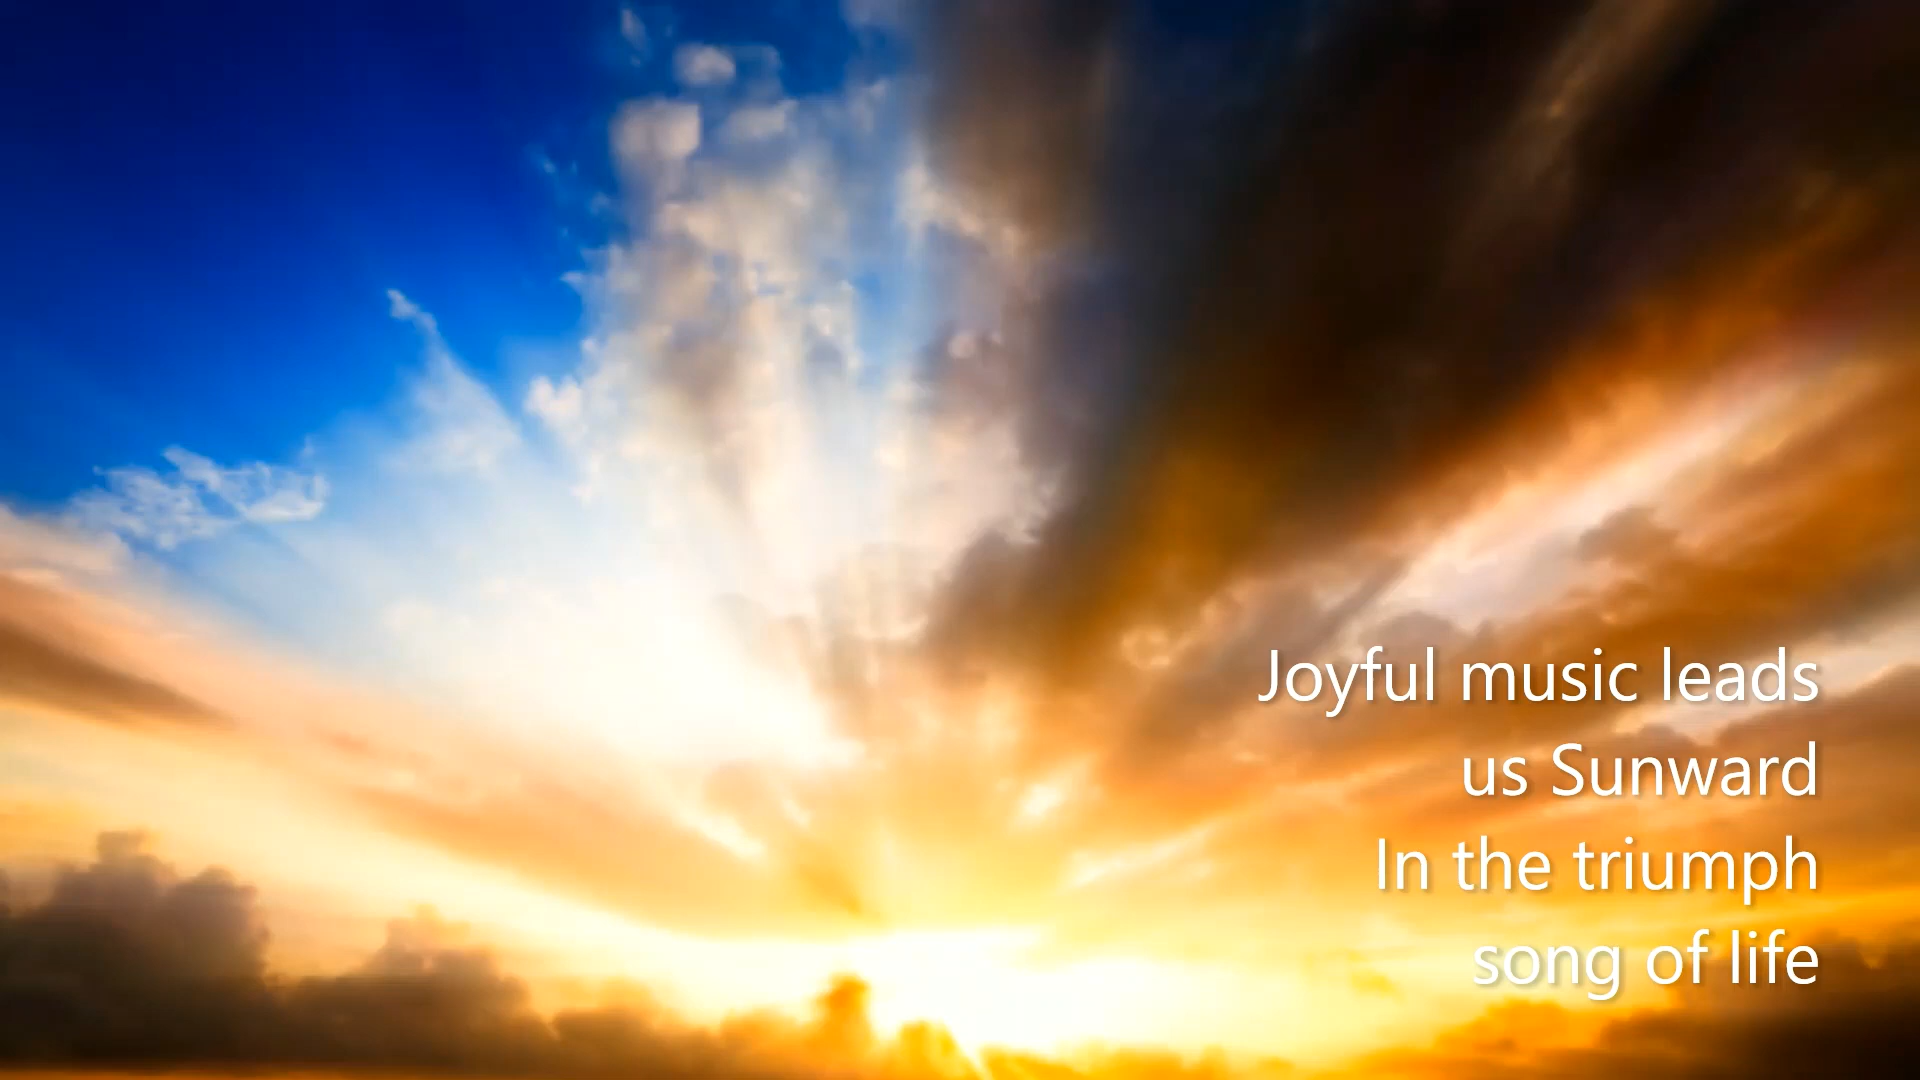 Joyful music leads
us Sunward
In the triumph
song of life